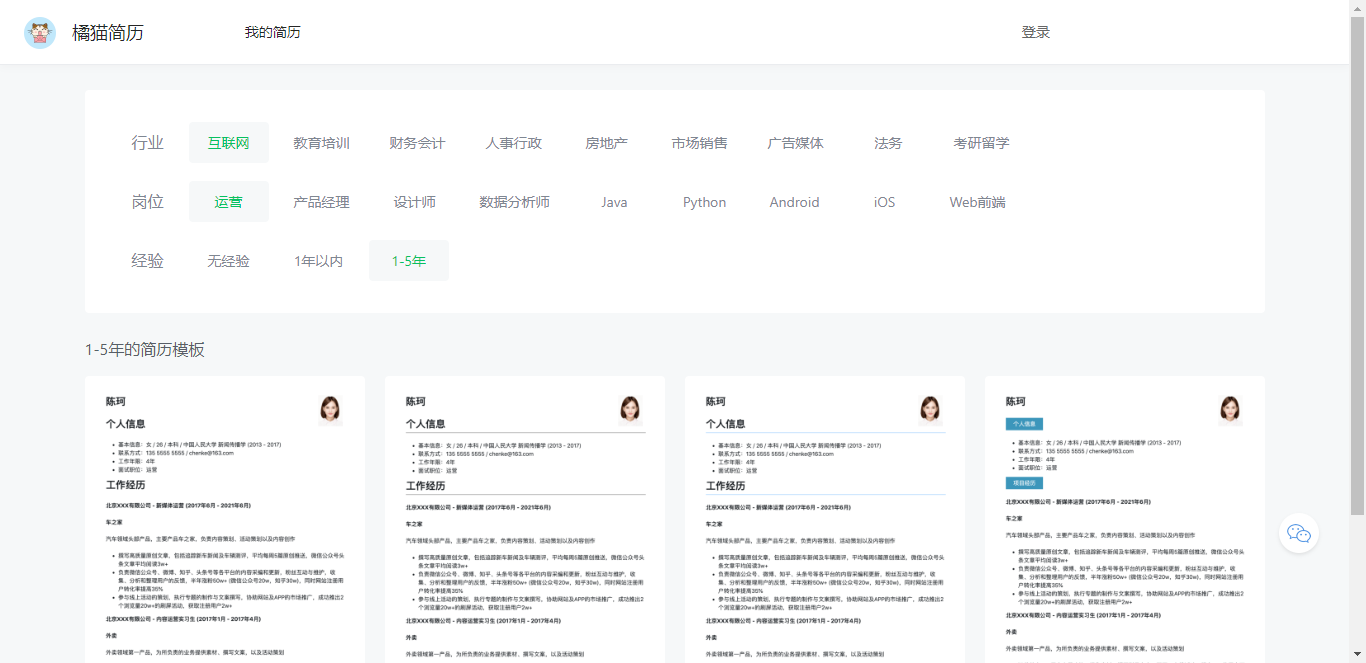 橘猫简历 我的简历 登录
行业 互联网 教育培训 财务会计 人事行政 房地产 市场销售 广告媒体 法务 考研留学
岗位 运营 产品经理 设计师 数据分析师 Java Python Android iOS Web前端
经验 无经验 1年以内 1-5年
1-5年的简历模板
陈珂
个人信息
基本信息：女 / 26 / 本科 / 中国人民大学 新闻传播学 (2013 - 2017)
联系方式：135 5555 5555 / chenke@163.com
工作年限：4年
面试职位：运营
工作经历
北京XXX有限公司 - 新媒体运营 (2017年6月 - 2021年6月)
车之家
汽车领域头部产品，主要产品车之家，负责内容策划、活动策划以及内容创作
撰写高质量原创文章，包括追踪新车新闻及车辆测评，平均每周5篇原创推送，微信公众号头
条文章平均阅读3w+
负责微信公众号、微博、知乎、头条号等各平台的内容采编和更新，粉丝互动与维护，收
集、分析和整理用户的反馈，半年涨粉50w+ (微信公众号20w，知乎30w)，同时网站注册用
户转化率提高35%
参与线上活动的策划，执行专题的制作与文案撰写，协助网站及APP的市场推广，成功推出2
个浏览量20w+的刷屏活动，获取注册用户2w+
北京XXX有限公司 - 内容运营实习生 (2017年1月 - 2017年4月)
外卖
外卖领域第一产品，为所负责的业务提供素材，撰写文案，以及活动策划
陈珂
个人信息
基本信息：女 / 26 / 本科 / 中国人民大学 新闻传播学 (2013 - 2017)
联系方式：135 5555 5555 / chenke@163.com
工作年限：4年
面试职位：运营
工作经历
北京XXX有限公司 - 新媒体运营 (2017年6月 - 2021年6月)
车之家
汽车领域头部产品，主要产品车之家，负责内容策划、活动策划以及内容创作
撰写高质量原创文章，包括追踪新车新闻及车辆测评，平均每周5篇原创推送，微信公众号头
条文章平均阅读3w+
负责微信公众号、微博、知乎、头条号等各平台的内容采编和更新，粉丝互动与维护，收
集、分析和整理用户的反馈，半年涨粉50w+ (微信公众号20w，知乎30w)，同时网站注册用
户转化率提高35%
参与线上活动的策划，执行专题的制作与文案撰写，协助网站及APP的市场推广，成功推出2
个浏览量20w+的刷屏活动，获取注册用户2w+
北京XXX有限公司 - 内容运营实习生 (2017年1月 - 2017年4月)
外卖
外卖领域第一产品，为所负责的业务提供素材，撰写文案，以及活动策划
陈珂
个人信息
基本信息：女 / 26 / 本科 / 中国人民大学 新闻传播学 (2013 - 2017)
联系方式：135 5555 5555 / chenke@163.com
工作年限：4年
面试职位：运营
工作经历
北京XXX有限公司 - 新媒体运营 (2017年6月 - 2021年6月)
车之家
汽车领域头部产品，主要产品车之家，负责内容策划、活动策划以及内容创作
撰写高质量原创文章，包括追踪新车新闻及车辆测评，平均每周5篇原创推送，微信公众号头
条文章平均阅读3w+
负责微信公众号、微博、知乎、头条号等各平台的内容采编和更新，粉丝互动与维护，收
集、分析和整理用户的反馈，半年涨粉50w+ (微信公众号20w，知乎30w)，同时网站注册用
户转化率提高35%
参与线上活动的策划，执行专题的制作与文案撰写，协助网站及APP的市场推广，成功推出2
个浏览量20w+的刷屏活动，获取注册用户2w+
北京XXX有限公司 - 内容运营实习生 (2017年1月 - 2017年4月)
外卖
外卖领域第一产品，为所负责的业务提供素材，撰写文案，以及活动策划
陈珂
个人信息
基本信息：女 / 26 / 本科 / 中国人民大学 新闻传播学 (2013 - 2017)
联系方式：135 5555 5555 / chenke@163.com
工作年限：4年
面试职位：运营
项目经历
北京XXX有限公司 - 新媒体运营 (2017年6月 - 2021年6月)
车之家
汽车领域头部产品，主要产品车之家，负责内容策划、活动策划以及内容创作
撰写高质量原创文章，包括追踪新车新闻及车辆测评，平均每周5篇原创推送，微信公众号头
条文章平均阅读3w+
负责微信公众号、微博、知乎、头条号等各平台的内容采编和更新，粉丝互动与维护，收
集、分析和整理用户的反馈，半年涨粉50w+ (微信公众号20w，知乎30w)，同时网站注册用
户转化率提高35%
参与线上活动的策划，执行专题的制作与文案撰写，协助网站及APP的市场推广，成功推出2
个浏览量20w+的刷屏活动，获取注册用户2w+
北京XXX有限公司 - 内容运营实习生 (2017年1月 - 2017年4月)
外卖
外卖领域第一产品，为所负责的业务提供素材，撰写文案，以及活动策划